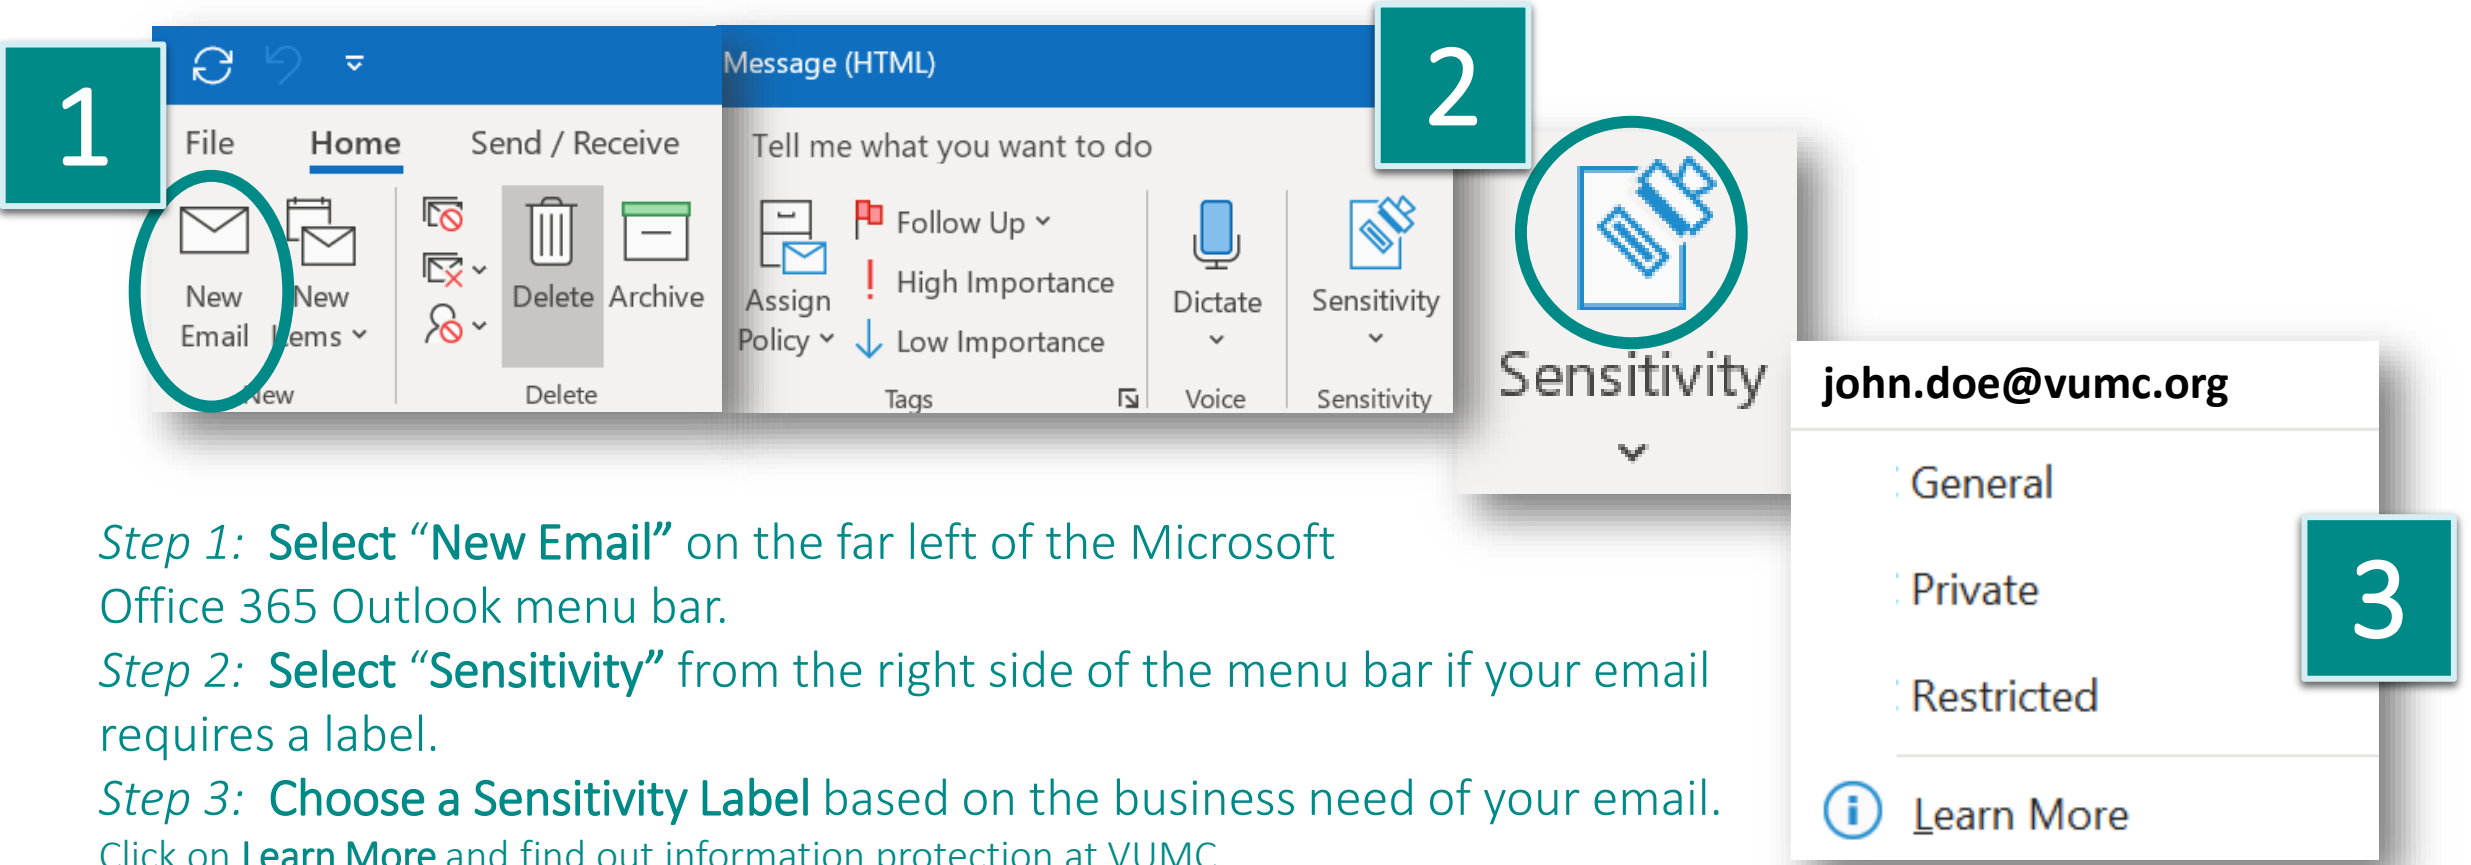 1
File Home Send / Receive
New Email
New Items
Delete
Archive
New
Delete
Message (HTML)
Tell me what you want to do
Assign Policy
Follow Up
High Importance
Low Importance
Dictate
Sensitivity
Tags
Voice
Sensitivity
2
Sensitivity
john.doe@vumc.org
General
Private
Restricted
Learn More
3
Step 1: Select “New Email” on the far left of the Microsoft
Office 365 Outlook menu bar.
Step 2: Select “Sensitivity” from the right side of the menu bar if your email
requires a label.
Step 3: Choose a Sensitivity Label based on the business need of your email.
Click on Learn More and find out information protection at VUMC